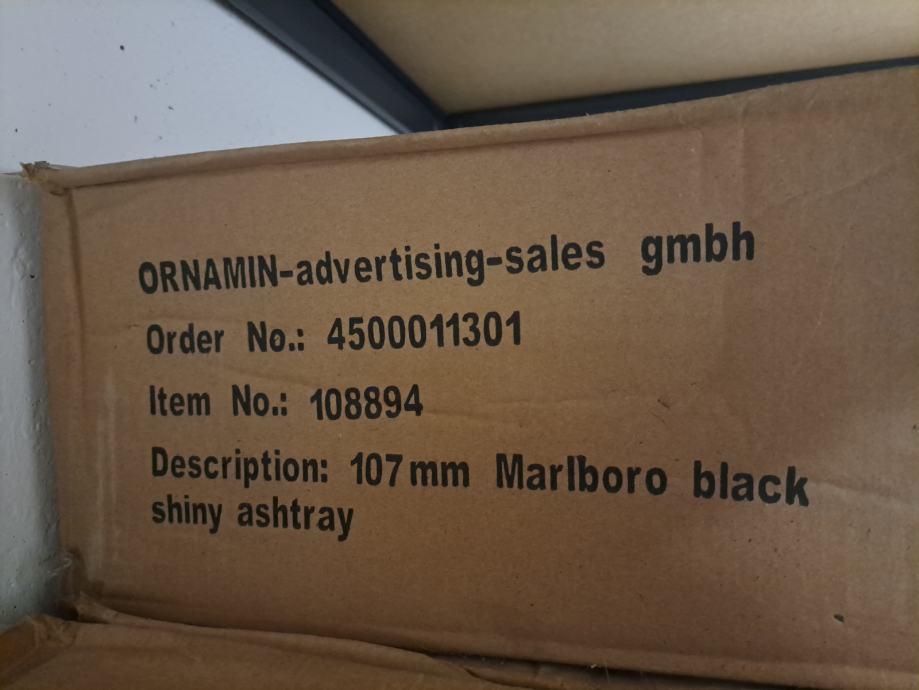 ORNAMIN-advertising-sales gmbh
Order No.: 4500011301
Item No.: 108894
Description: 107mm Marlboro black
shiny ashtray